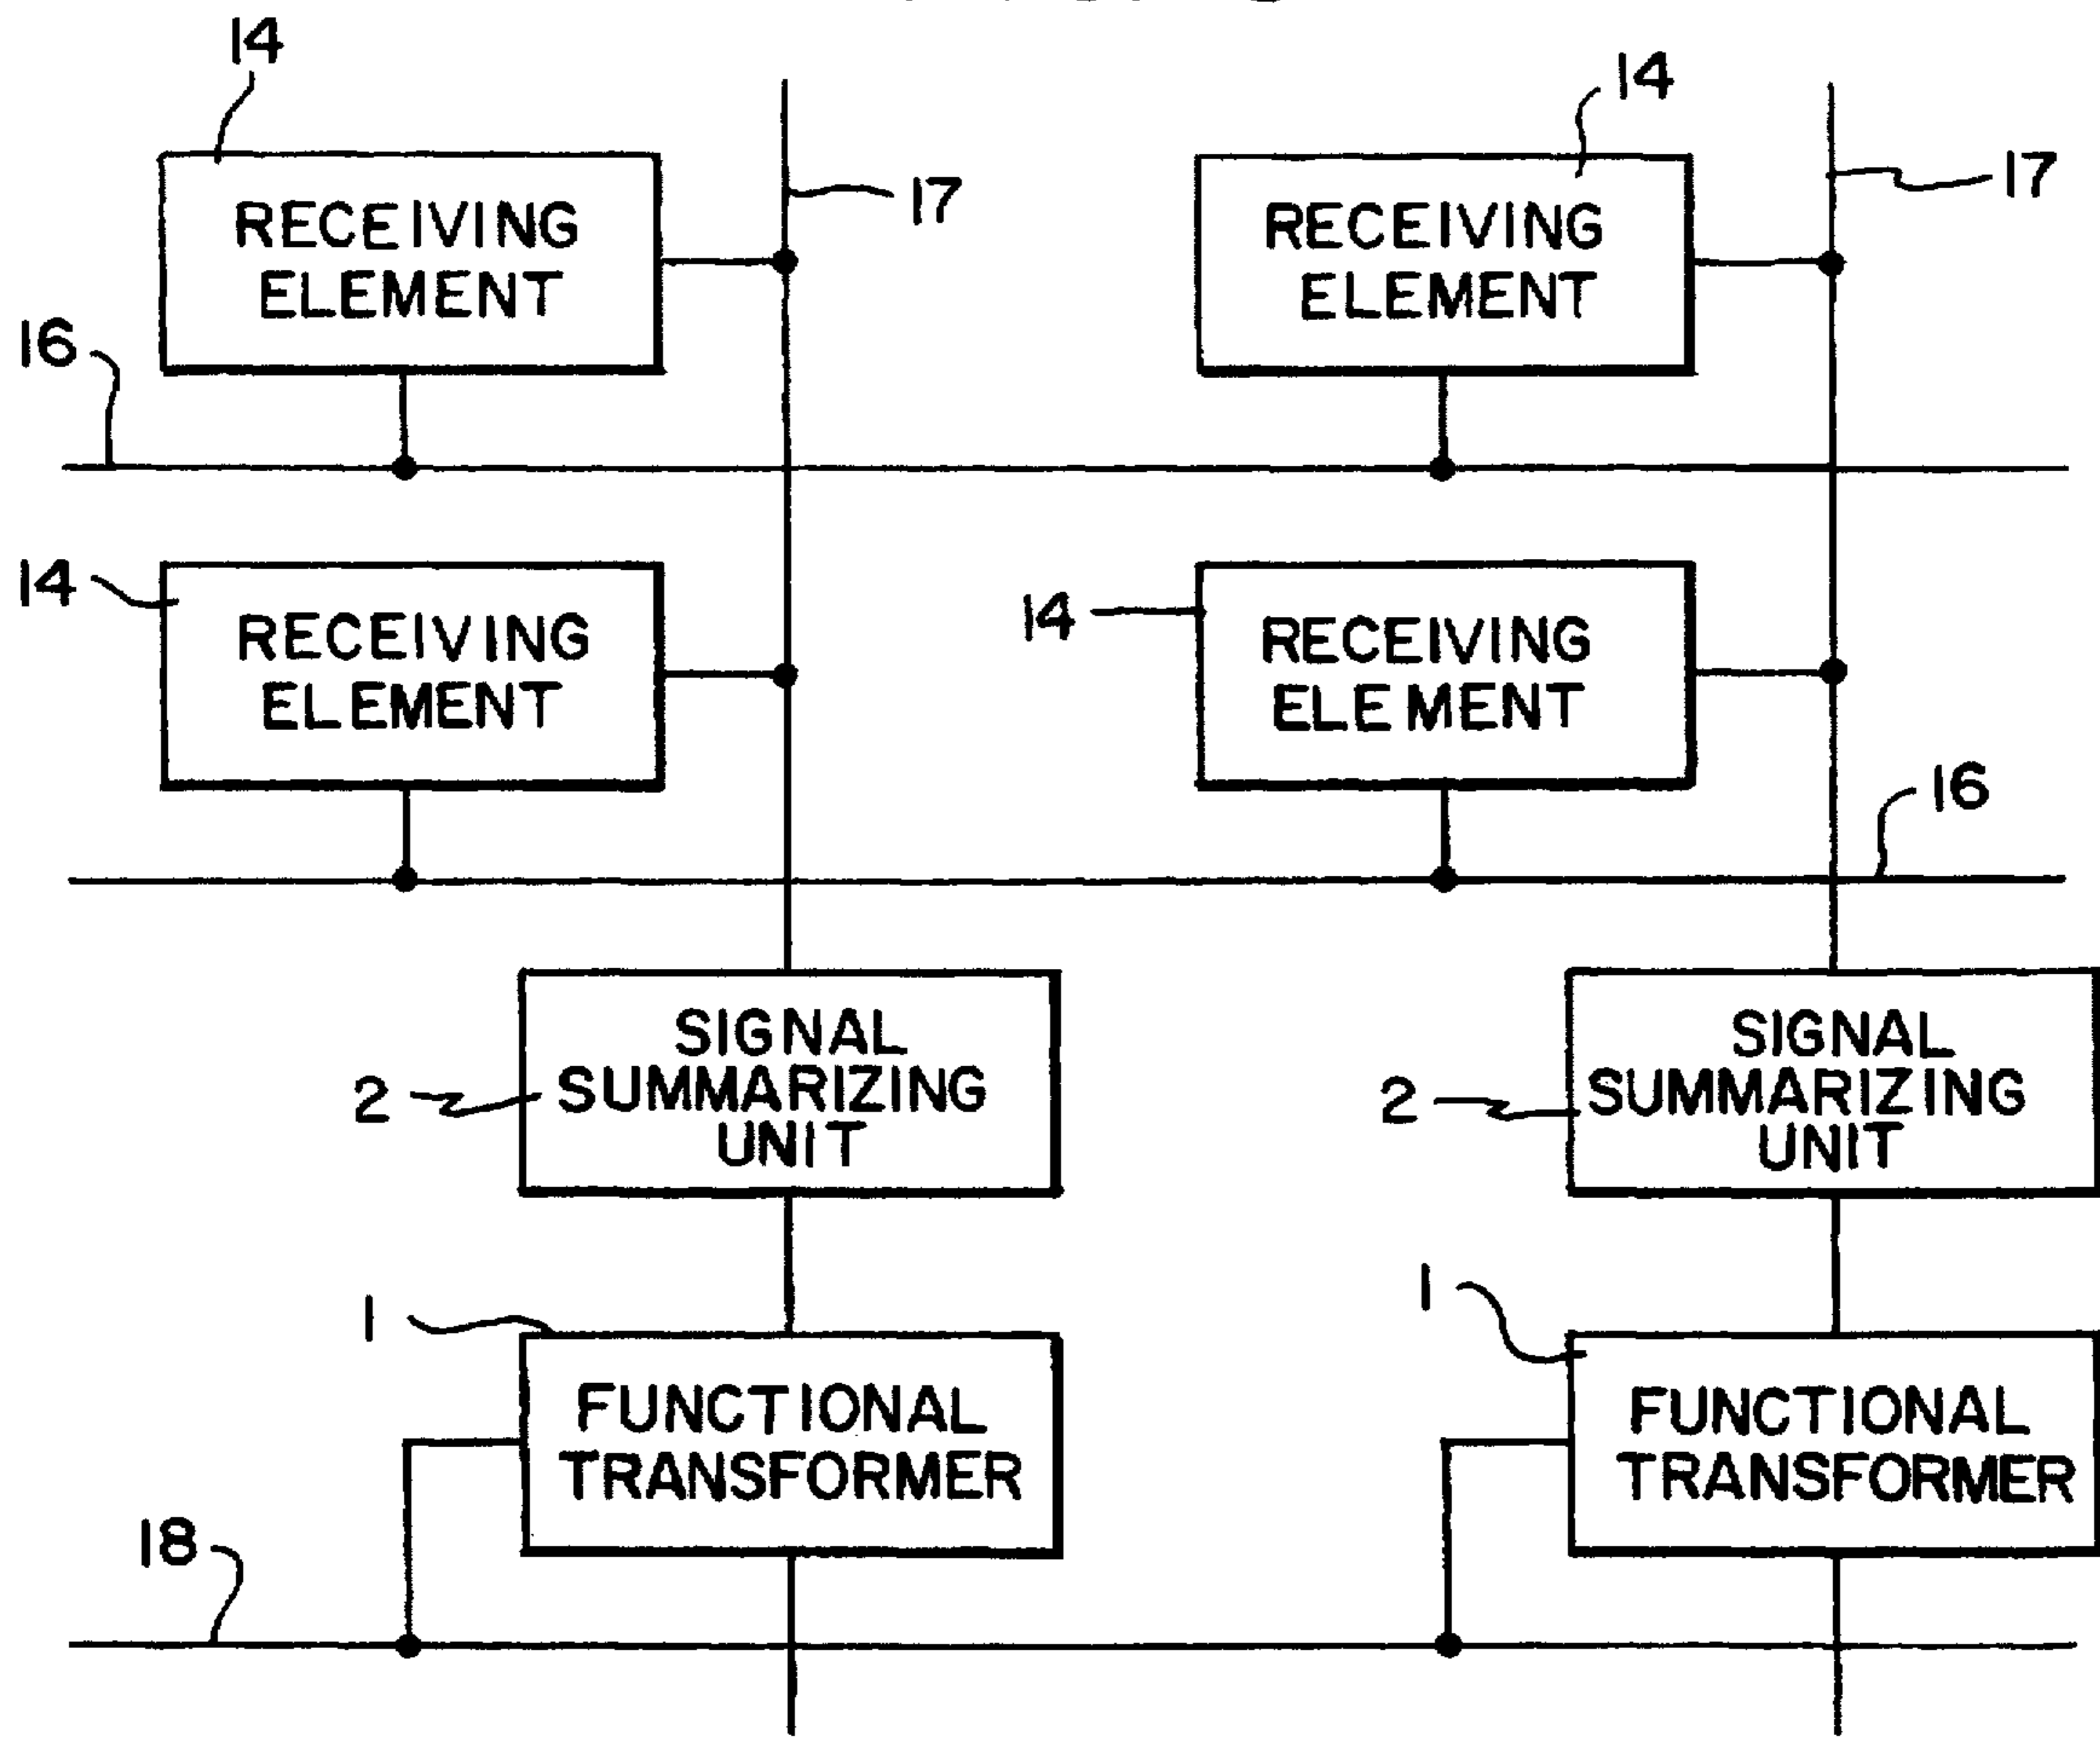 14
14
17
17
RECEIVING
ELEMENT
RECEIVING
ELEMENT
16
14
RECEIVING
ELEMENT
14
RECEIVING
ELEMENT
16
2
SIGNAL
SUMMARIZING
UNIT
2
SIGNAL
SUMMARIZING
UNIT
1
FUNCTIONAL
TRANSFORMER
1
FUNCTIONAL
TRANSFORMER
18